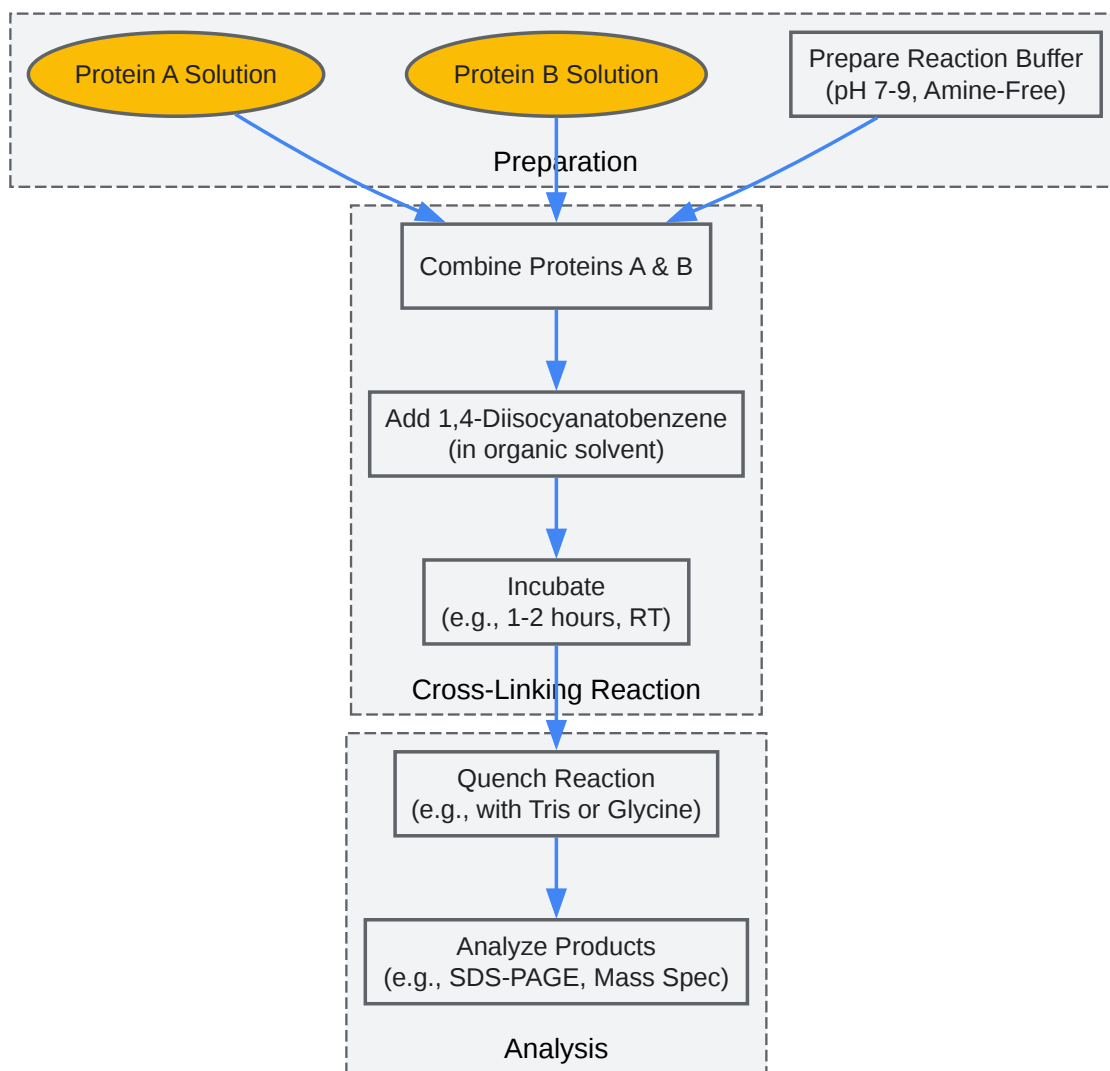 Protein A Solution
Protein B Solution
Prepare Reaction Buffer
(pH 7-9, Amine-Free)
Preparation
Combine Proteins A & B
Add 1,4-Diisocyanatobenzene
(in organic solvent)
Incubate
(e.g., 1-2 hours, RT)
Cross-Linking Reaction
Quench Reaction
(e.g., with Tris or Glycine)
Analyze Products
(e.g., SDS-PAGE, Mass Spec)
Analysis